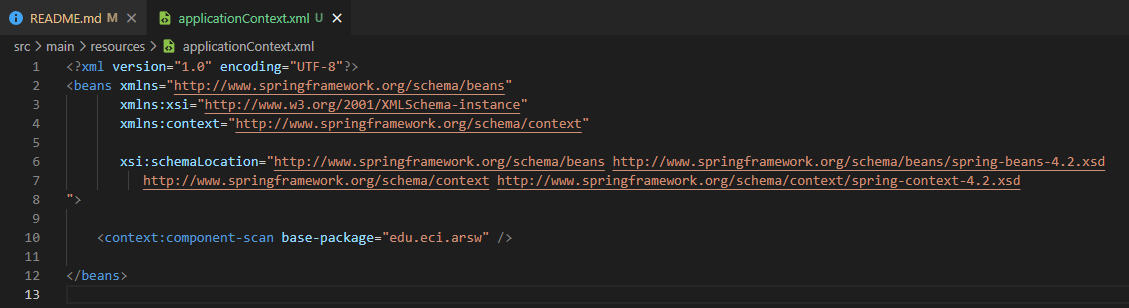 README.md M
applicationContext.xml U
src > main > resources > applicationContext.xml
1 <?xml version="1.0" encoding="UTF-8"?>
2 <beans xmlns="http://www.springframework.org/schema/beans"
3 xmlns:xsi="http://www.w3.org/2001/XMLSchema-instance"
4 xmlns:context="http://www.springframework.org/schema/context"
5
6 xsi:schemaLocation="http://www.springframework.org/schema/beans http://www.springframework.org/schema/beans/spring-beans-4.2.xsd
7 http://www.springframework.org/schema/context http://www.springframework.org/schema/context/spring-context-4.2.xsd
8 ">
9
10 <context:component-scan base-package="edu.eci.arsw" />
11
12 </beans>
13